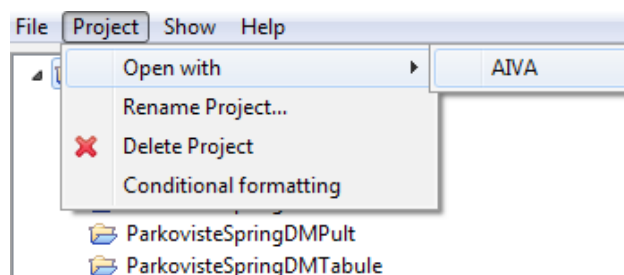 File Project Show Help
Open with AIVA
Rename Project...
Delete Project
Conditional formatting
ParkovisteSpringDMPult
ParkovisteSpringDMTabule